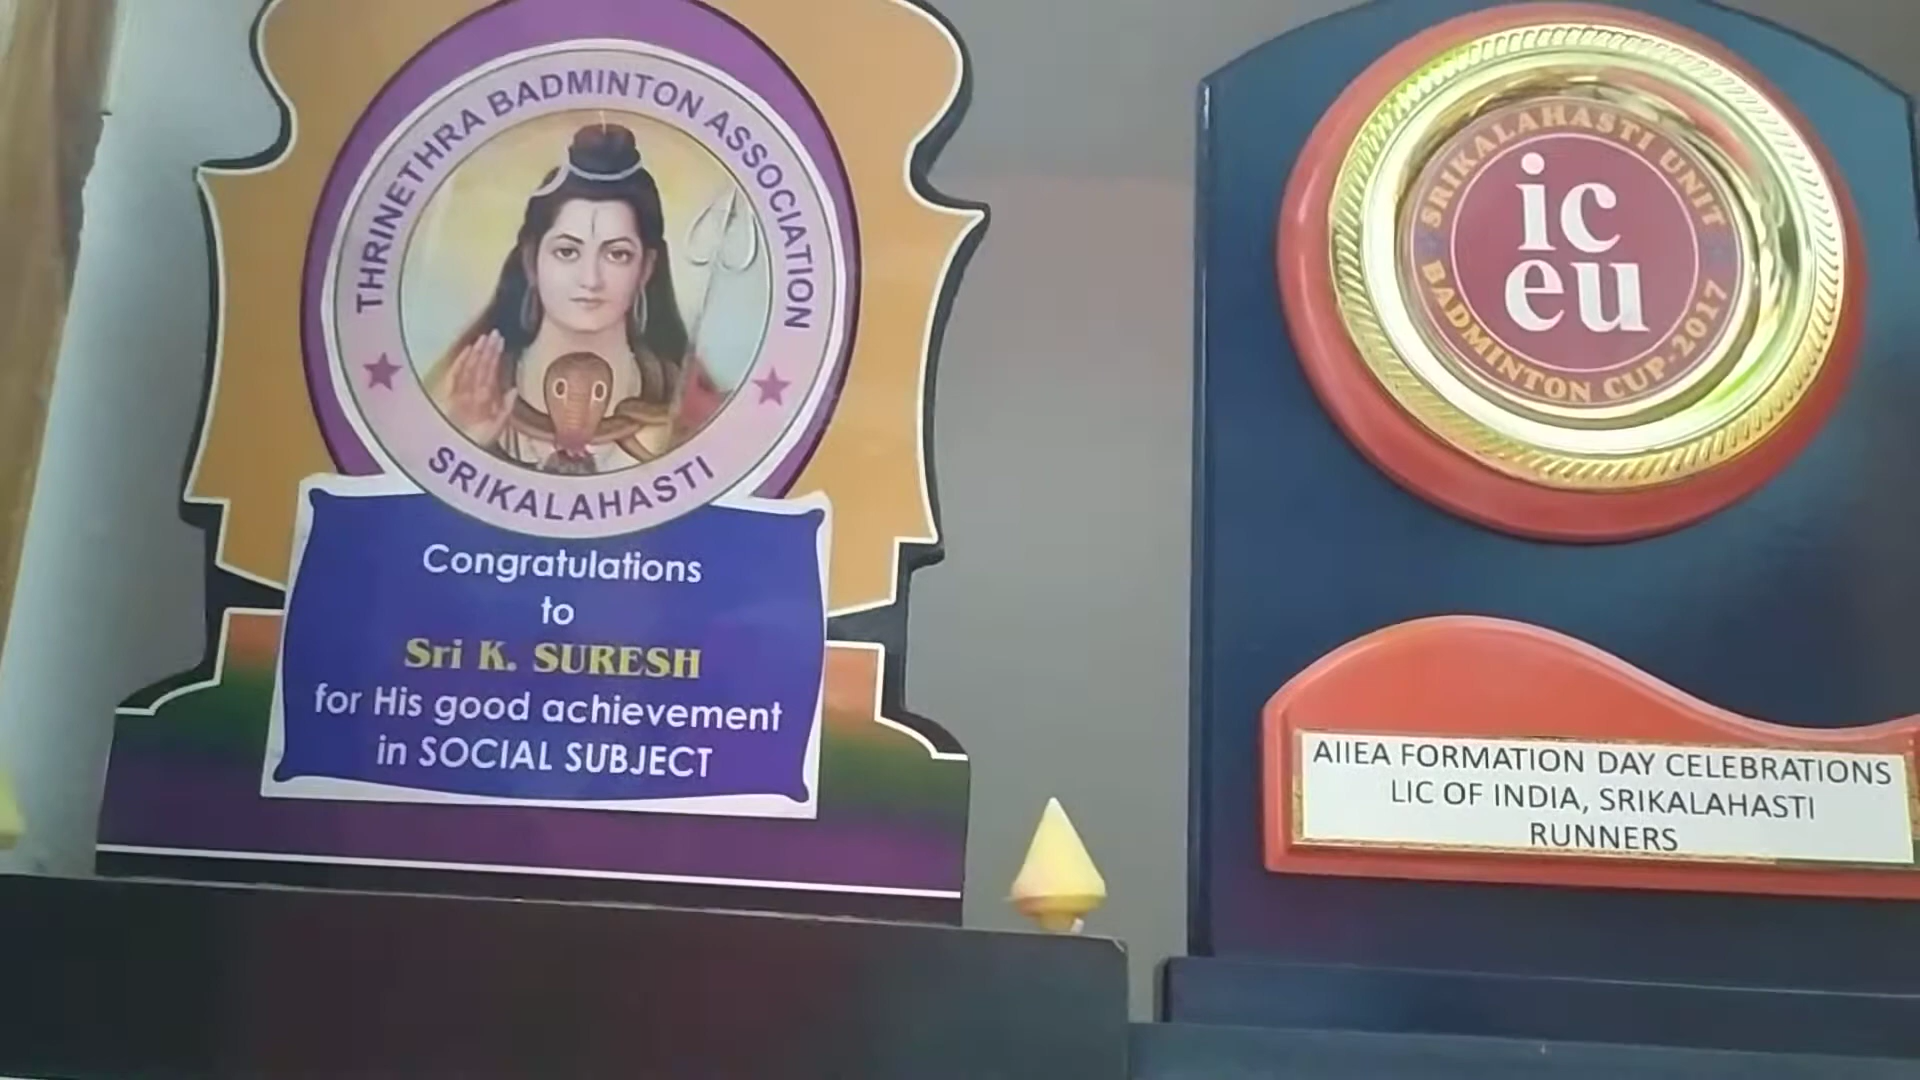 THRINETHRA BADMINTON ASSOCIATION
SRIKALAHASTI
Congratulations
to
Sri K. SURESH
for His good achievement
in SOCIAL SUBJECT
SRIKALAHASTI UNIT
ic
eu
BADMINTON CUP-2017
AIIEA FORMATION DAY CELEBRATIONS
LIC OF INDIA, SRIKALAHASTI
RUNNERS